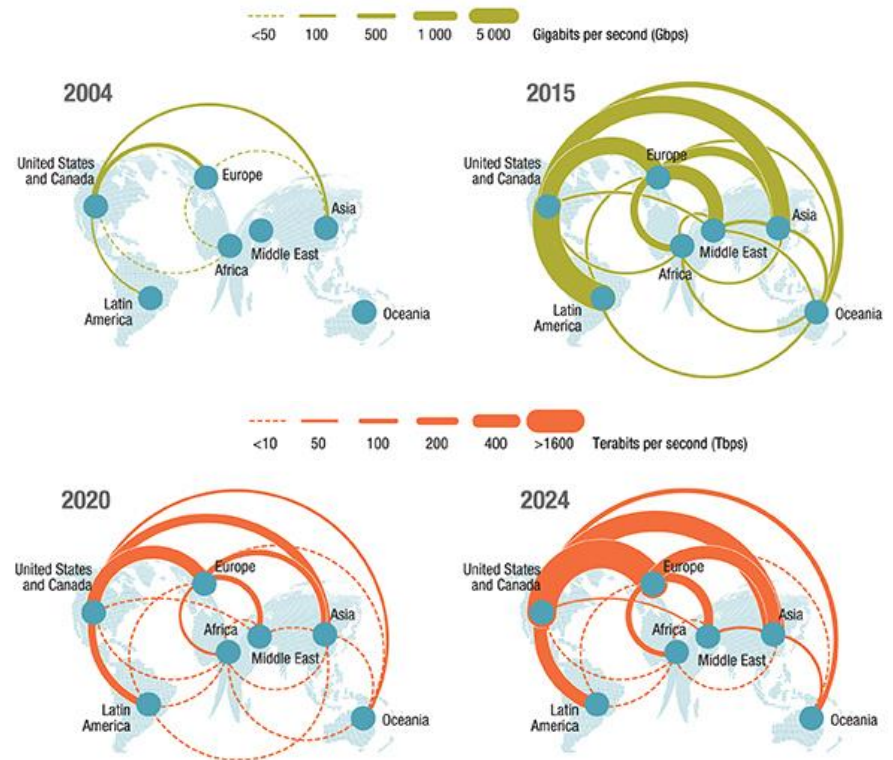 <50 100 500 1 000 5 000 Gigabits per second (Gbps)
2004
United States
and Canada
Europe
Asia
Middle East
Africa
Latin
America
Oceania
2015
United States
and Canada
Europe
Asia
Middle East
Africa
Latin
America
Oceania
<10 50 100 200 400 >1600 Terabits per second (Tbps)
2020
United States
and Canada
Europe
Asia
Africa
Middle East
Latin
America
Oceania
2024
United States
and Canada
Europe
Asia
Africa
Middle East
Latin
America
Oceania